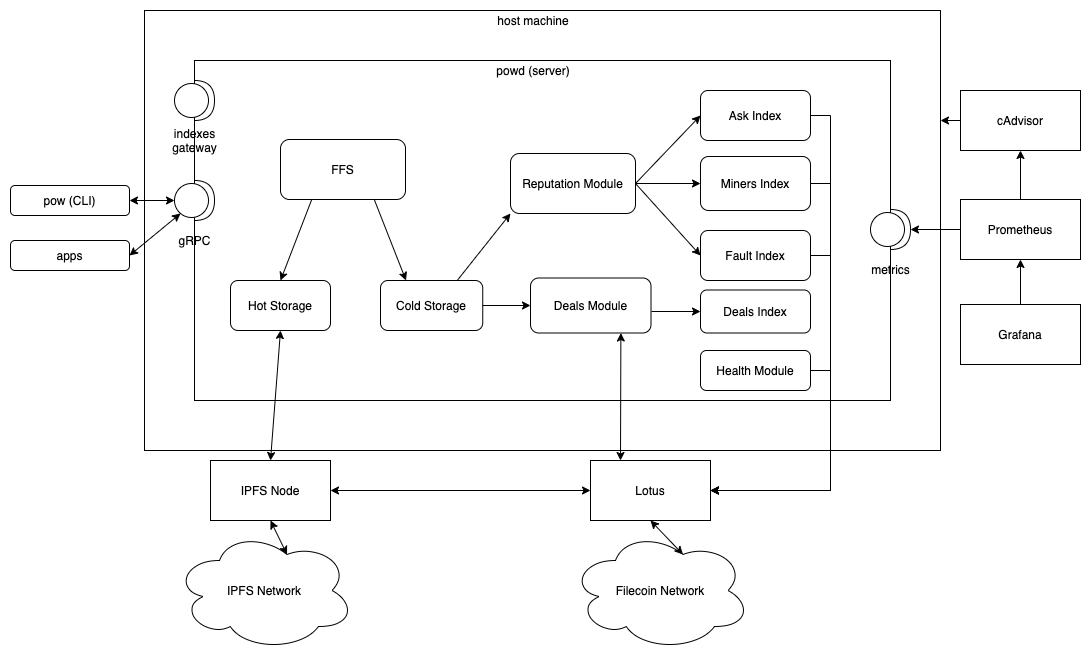 host machine
powd (server)
indexes
gateway
Ask Index
cAdvisor
FFS
Reputation Module
Miners Index
pow (CLI)
gRPC
apps
Prometheus
metrics
Fault Index
Hot Storage
Cold Storage
Deals Module
Deals Index
Grafana
Health Module
IPFS Node
Lotus
IPFS Network
Filecoin Network